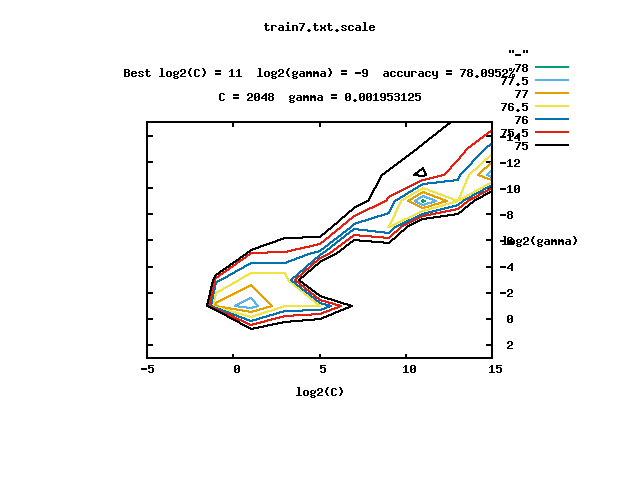 train7.txt.scale
"-"
Best log2(C) = 11  log2(gamma) = -9  accuracy = 78.0952%
C = 2048  gamma = 0.001953125
78
77.5
77
76.5
76
75.5
75
-14
-12
-10
-8
-6
log2(gamma)
-4
-2
0
2
-5 0 5 10 15
log2(C)